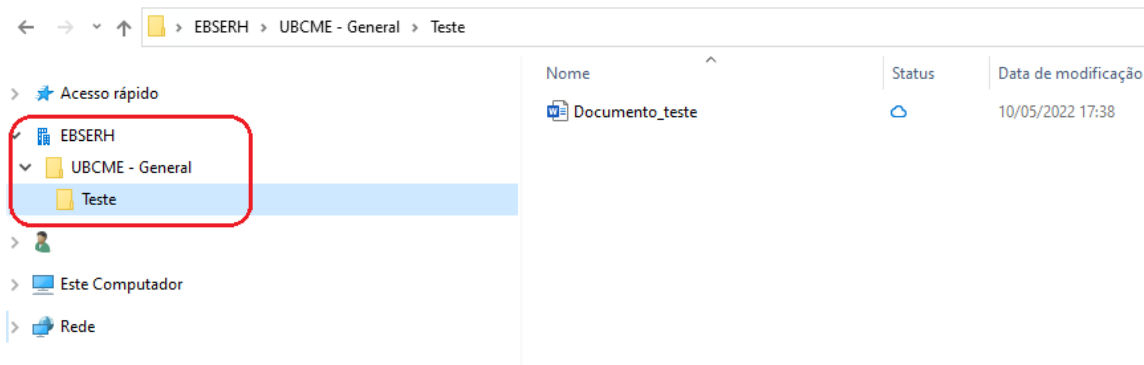 EBSERH > UBCME - General > Teste
Nome Status Data de modificação
Acesso rápido
Documento_teste 10/05/2022 17:38
EBSERH
UBCME - General
Teste
Este Computador
Rede